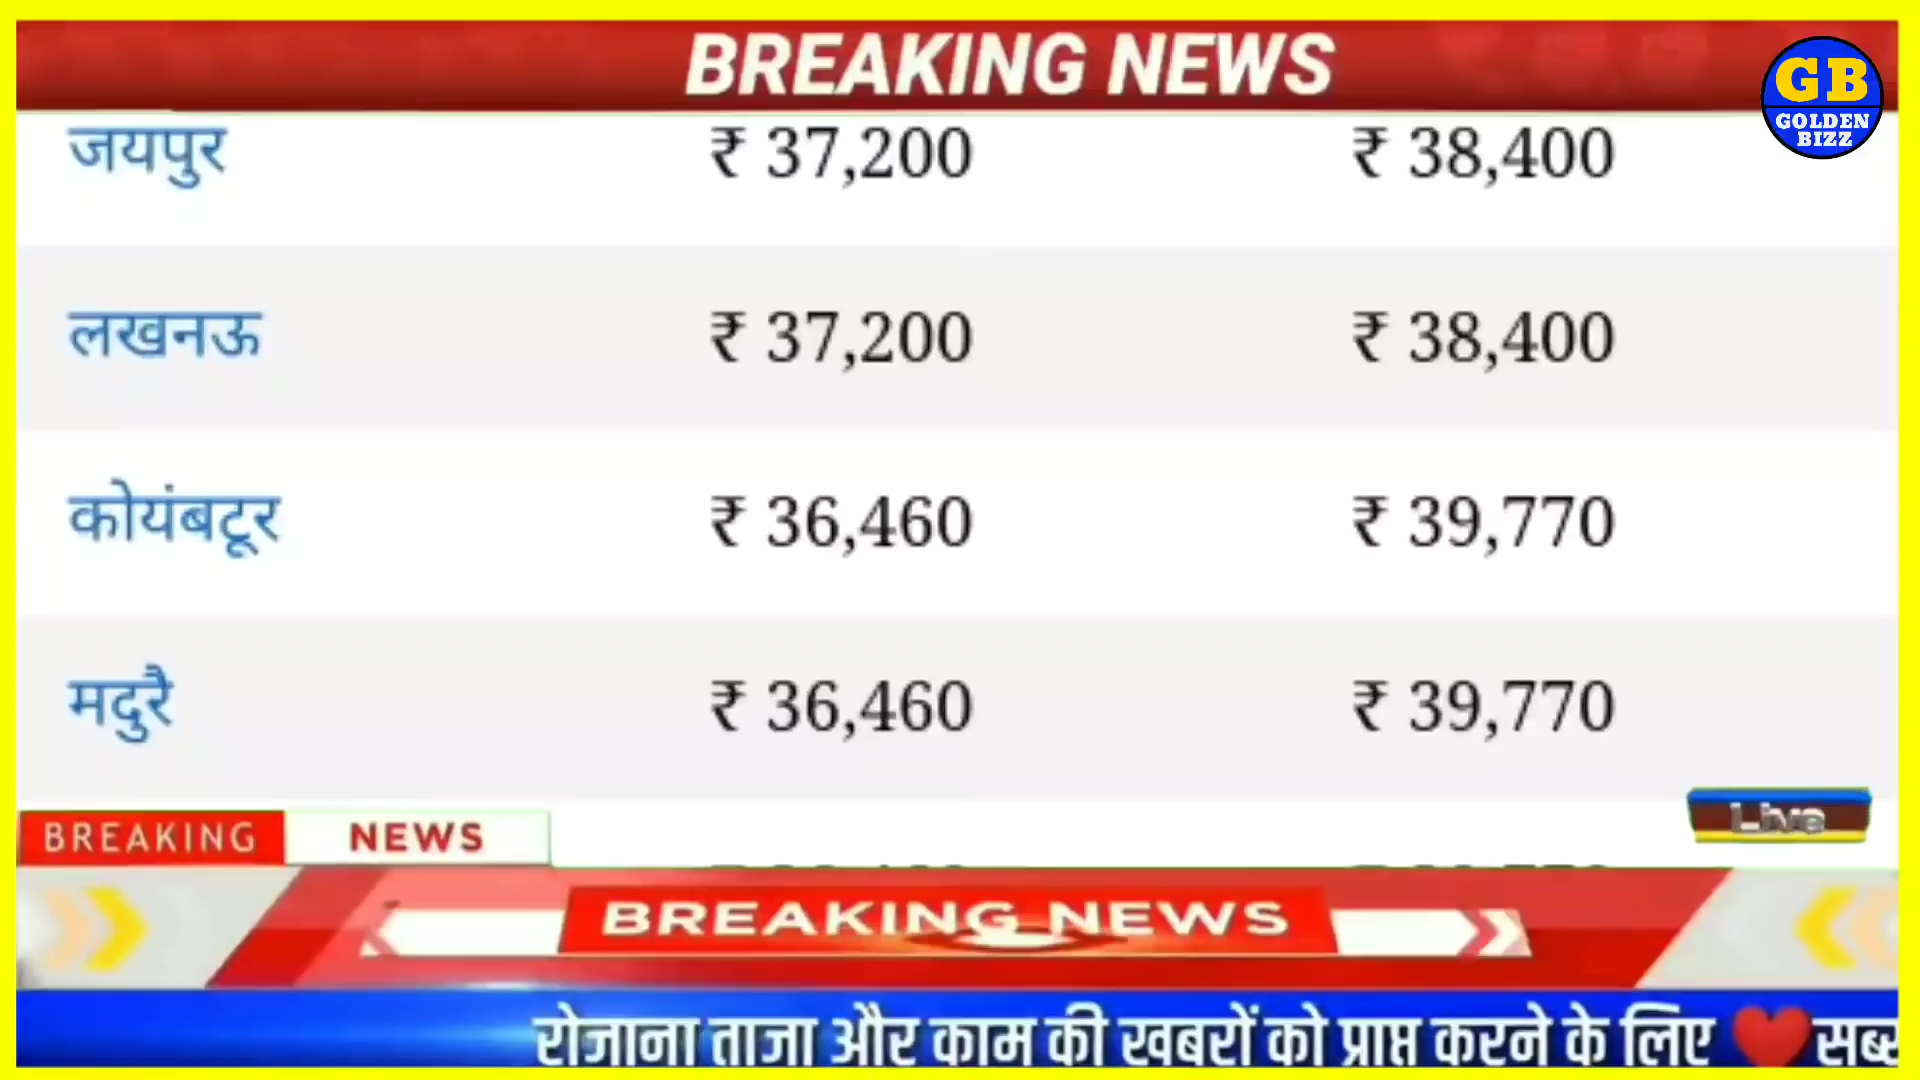 BREAKING NEWS
GB
GOLDEN
BIZZ
जयपुर ₹ 37,200 ₹ 38,400
लखनऊ ₹ 37,200 ₹ 38,400
कोयंबटूर ₹ 36,460 ₹ 39,770
मदुरै ₹ 36,460 ₹ 39,770
Live
BREAKING NEWS
BREAKING NEWS
रोजाना ताजा और काम की खबरों को प्राप्त करने के लिए ❤️